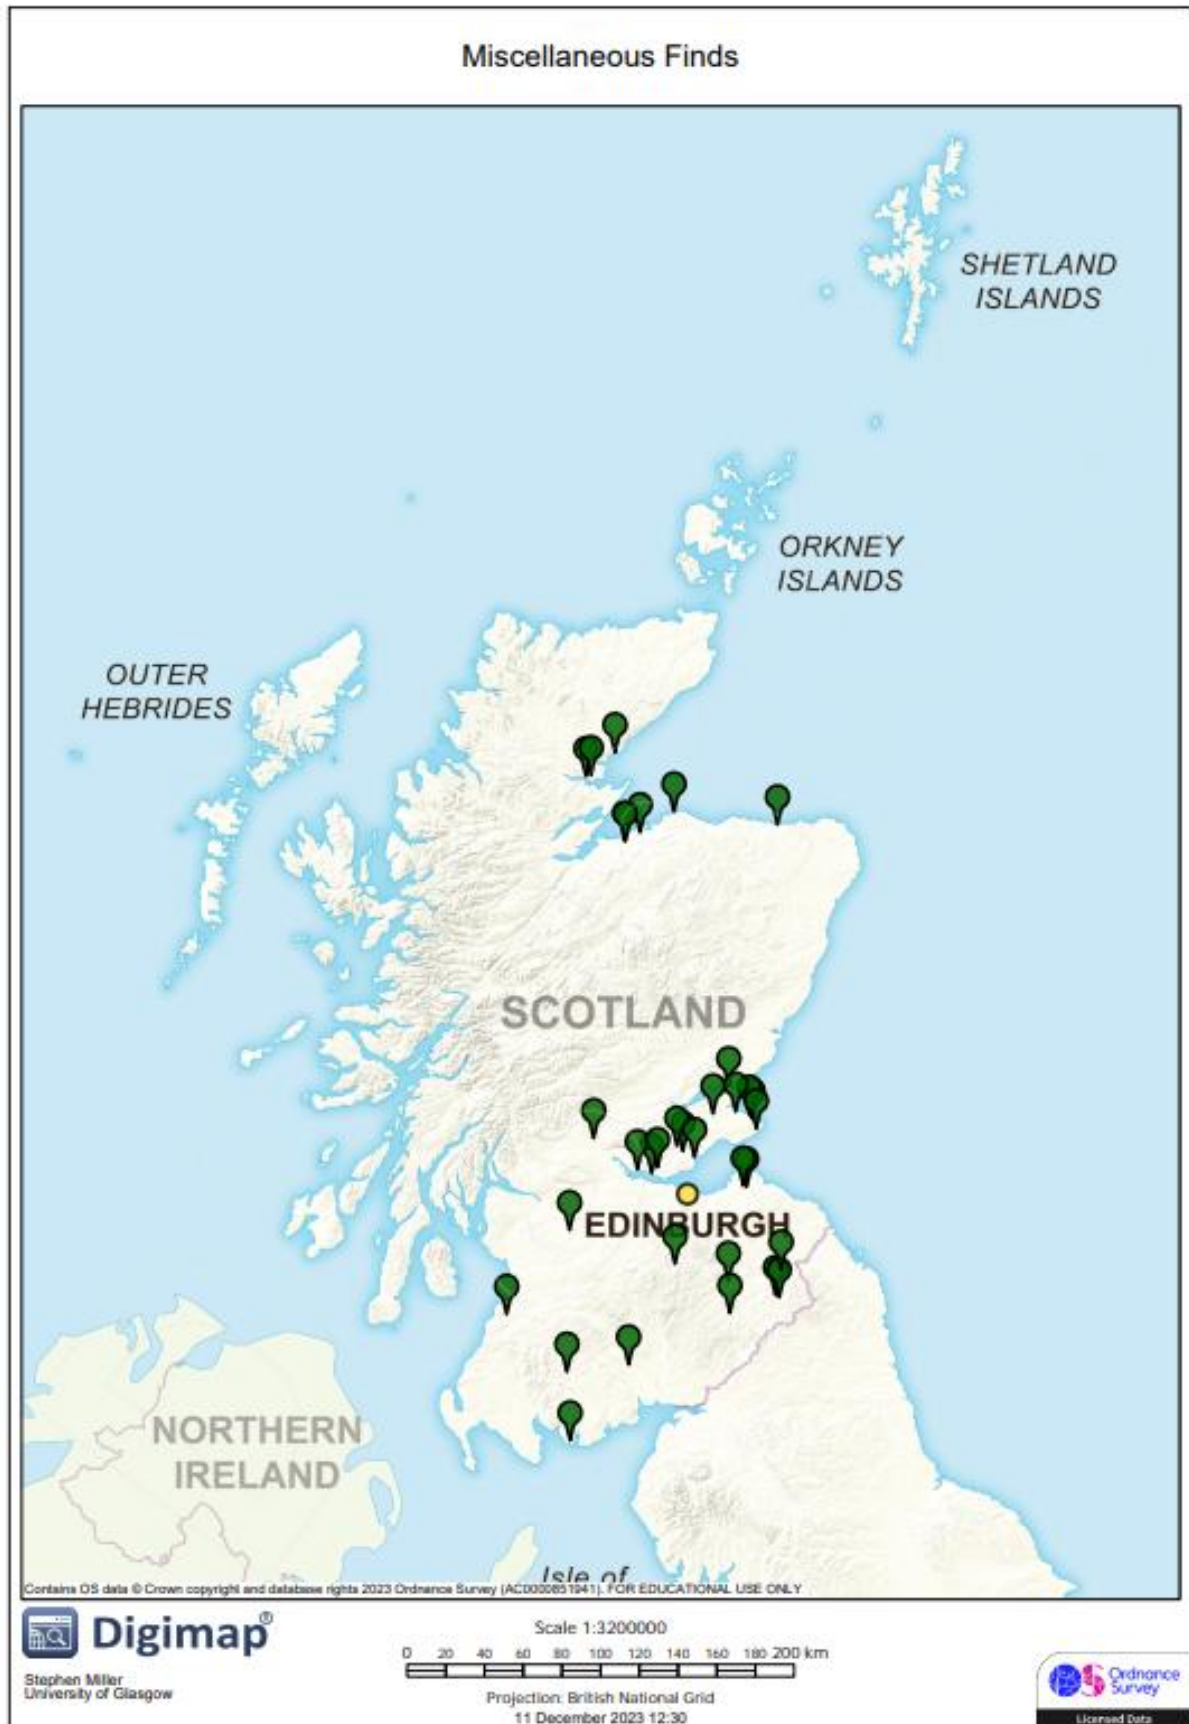 Miscellaneous Finds
SHETLAND
ISLANDS
ORKNEY
ISLANDS
OUTER
HEBRIDES
SCOTLAND
EDINBURGH
NORTHERN
IRELAND
Isle of
Contains OS data © Crown copyright and database rights 2023 Ordnance Survey (AC0000851941). FOR EDUCATIONAL USE ONLY
Digimap®
Stephen Miller
University of Glasgow
Scale 1:3200000
0 20 40 60 80 100 120 140 160 180 200 km
Projection: British National Grid
11 December 2023 12:30
Ordnance
Survey
Licensed Data